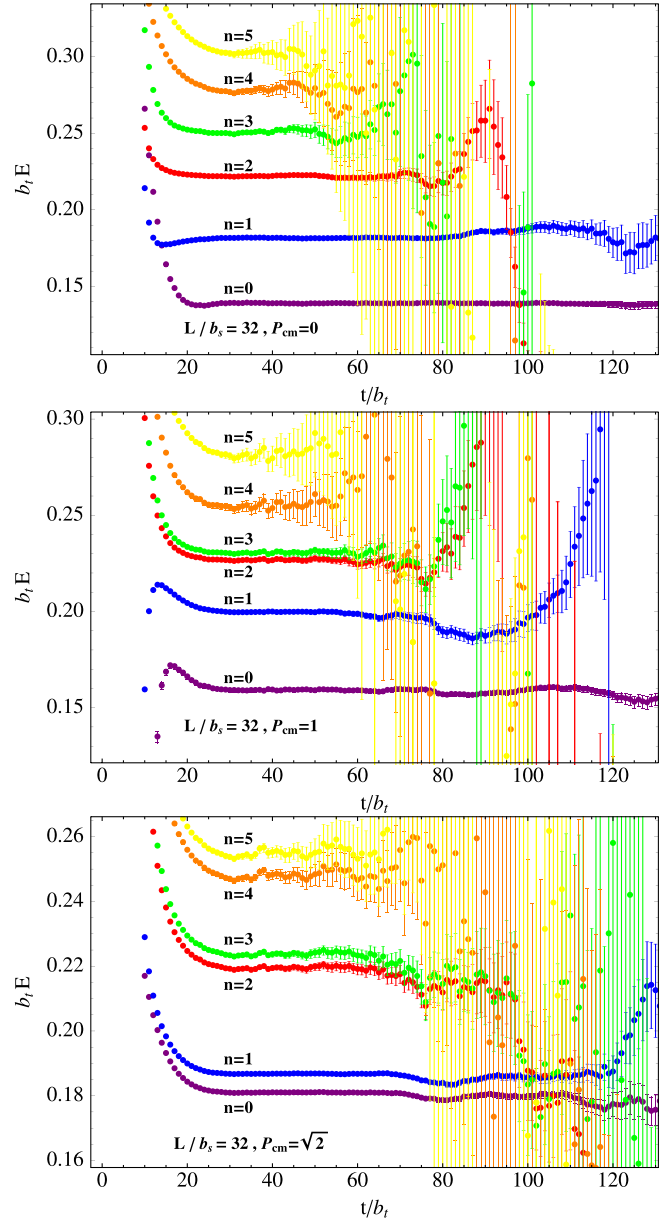 0.30
0.25
0.20
0.15
b_t E
n=5
n=4
n=3
n=2
n=1
n=0
L / b_s = 32 , P_cm=0
0 20 40 60 80 100 120
t/b_t
0.30
0.25
0.20
0.15
b_t E
n=5
n=4
n=3
n=2
n=1
n=0
L / b_s = 32 , P_cm=1
0 20 40 60 80 100 120
t/b_t
0.26
0.24
0.22
0.20
0.18
0.16
b_t E
n=5
n=4
n=3
n=2
n=1
n=0
L / b_s = 32 , P_cm=√2
0 20 40 60 80 100 120
t/b_t